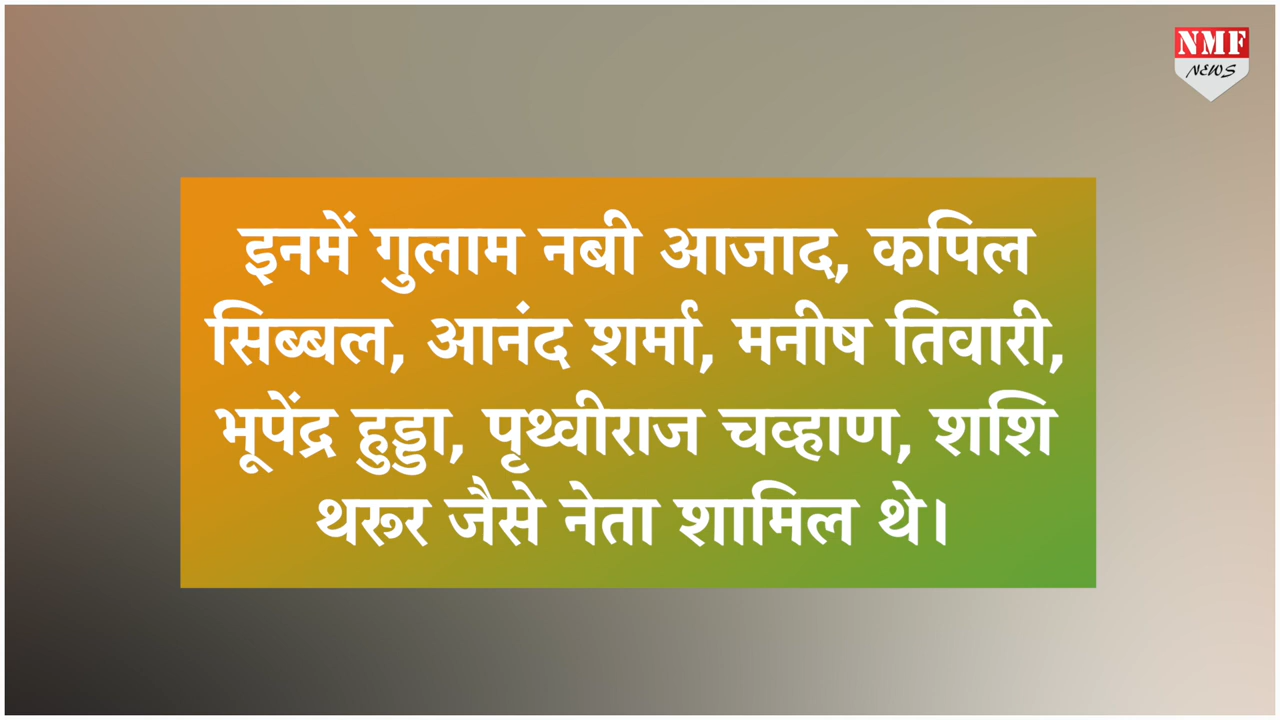 NMF
NEWS
इनमें गुलाम नबी आजाद, कपिल
सिब्बल, आनंद शर्मा, मनीष तिवारी,
भूपेंद्र हुड्डा, पृथ्वीराज चव्हाण, शशि
थरूर जैसे नेता शामिल थे।